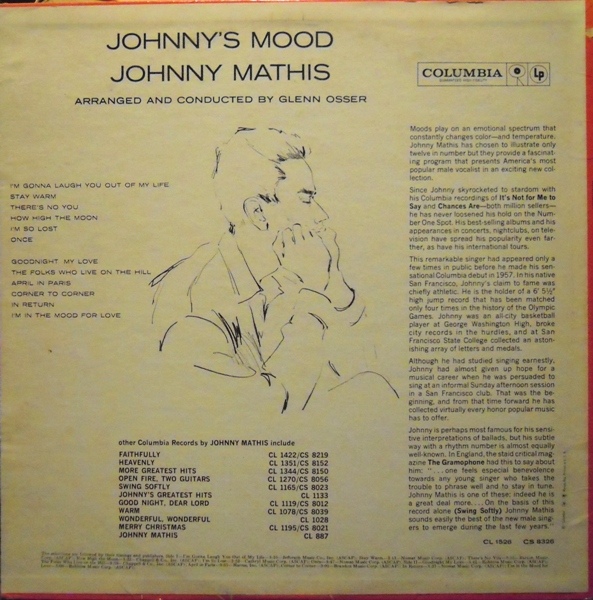 JOHNNY'S MOOD
JOHNNY MATHIS
ARRANGED AND CONDUCTED BY GLENN OSSER
COLUMBIA
Lp
I'M GONNA LAUGH YOU OUT OF MY LIFE
STAY WARM
THERE'S NO YOU
HOW HIGH THE MOON
I'M SO LOST
ONCE
GOODNIGHT MY LOVE
THE FOLKS WHO LIVE ON THE HILL
APRIL IN PARIS
CORNER TO CORNER
IN RETURN
I'M IN THE MOOD FOR LOVE
Moods play on an emotional spectrum that
constantly changes color—and temperature.
Johnny Mathis has chosen to illustrate only
twelve in number but they provide a fascinat-
ing program that presents America's most
popular male vocalist in an exciting new col-
lection.
Since Johnny skyrocketed to stardom with
his Columbia recordings of It's Not for Me to
Say and Chances Are—both million sellers—
he has never loosened his hold on the Num-
ber One Spot. His best-selling albums and his
appearances in concerts, nightclubs, on tele-
vision have spread his popularity even far-
ther, as have his international tours.
This remarkable singer had appeared only a
few times in public before he made his sen-
sational Columbia debut in 1957. In his native
San Francisco, Johnny's claim to fame was
chiefly athletic. He is the holder of a 6' 5½"
high jump record that has been matched
only four times in the history of the Olympic
Games. Johnny was an all-city basketball
player at George Washington High, broke
city records in the hurdles, and at San
Francisco State College collected an aston-
ishing array of letters and medals.
Although he had studied singing earnestly,
Johnny had almost given up hope for a
musical career when he was persuaded to
sing at an informal Sunday afternoon session
in a San Francisco club. That was the be-
ginning, and from that time forward he has
collected virtually every honor popular music
has to offer.
Johnny is perhaps most famous for his sensi-
tive interpretations of ballads, but his subtle
way with a rhythm number is almost equally
well-known. In England, the staid critical mag-
azine The Gramophone had this to say about
him: "...one feels especial benevolence
towards any young singer who takes the
trouble to phrase well and to stay in tune.
Johnny Mathis is one of these; indeed he is
a great deal more....On the basis of this
record alone (Swing Softly) Johnny Mathis
sounds easily the best of the new male sing-
ers to emerge during the last few years."
CL 1526 CS 8326
other Columbia Records by JOHNNY MATHIS include
FAITHFULLY CL 1422/CS 8219
HEAVENLY CL 1351/CS 8152
MORE GREATEST HITS CL 1344/CS 8150
OPEN FIRE, TWO GUITARS CL 1270/CS 8056
SWING SOFTLY CL 1165/CS 8023
JOHNNY'S GREATEST HITS CL 1133
GOOD NIGHT, DEAR LORD CL 1119/CS 8012
WARM CL 1078/CS 8039
WONDERFUL, WONDERFUL CL 1028
MERRY CHRISTMAS CL 1195/CS 8021
JOHNNY MATHIS CL 887